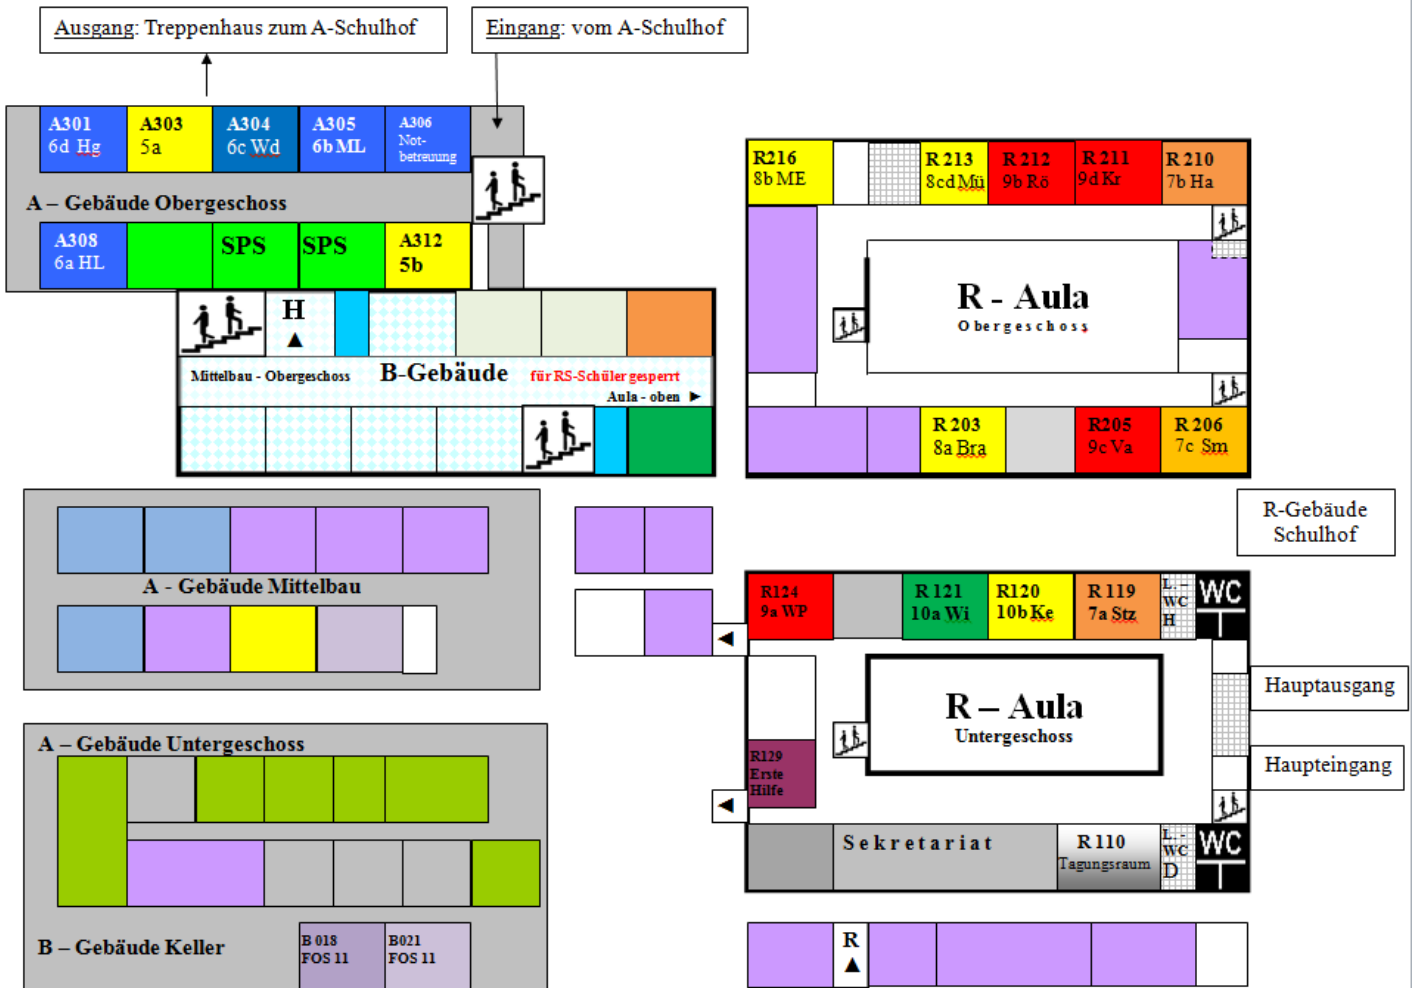 Ausgang: Treppenhaus zum A-Schulhof
Eingang: vom A-Schulhof
A301
6d Hg
A303
5a
A304
6c Wd
A305
6b ML
A306
Not-
betreuung
A – Gebäude Obergeschoss
A308
6a HL
SPS
SPS
A312
5b
H
Mittelbau - Obergeschoss
B-Gebäude
für RS-Schüler gesperrt
Aula - oben
R216
8b ME
R 213
8cd Mü
R 212
9b Rö
R 211
9d Kr
R 210
7b Ha
R - Aula
Obergeschoss
R 203
8a Bra
R205
9c Va
R 206
7c Sm
R-Gebäude
Schulhof
A - Gebäude Mittelbau
R124
9a WP
R 121
10a Wi
R120
10b Ke
R 119
7a Stz
L. –
WC
H
WC
R – Aula
Untergeschoss
Hauptausgang
Haupteingang
R129
Erste
Hilfe
Sekretariat
R 110
Tagungsraum
L. -
WC
D
WC
A – Gebäude Untergeschoss
B – Gebäude Keller
B 018
FOS 11
B021
FOS 11
R